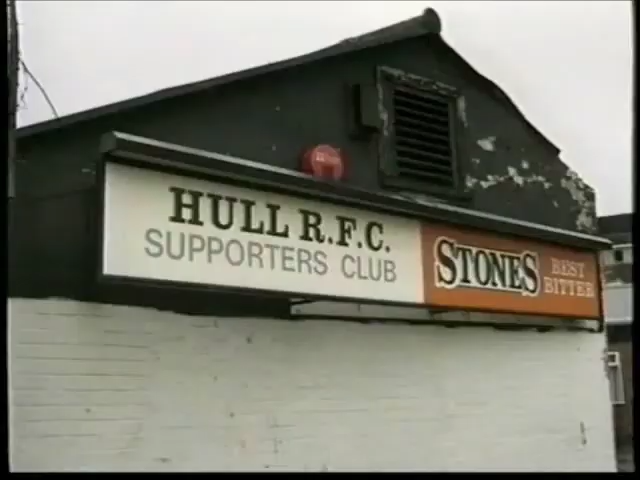 HULL R.F.C.
SUPPORTERS CLUB
STONES
BEST
BITTER